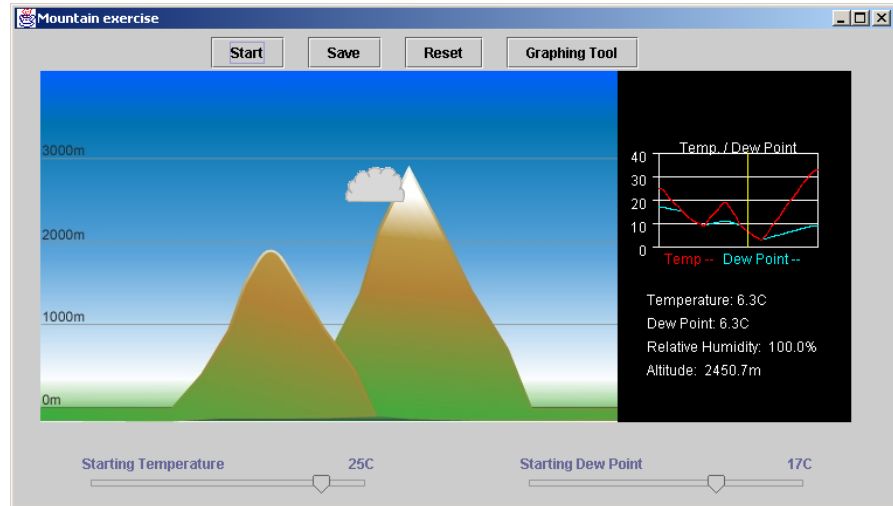 Mountain exercise
Start Save Reset Graphing Tool
3000m
2000m
1000m
0m
Temp. / Dew Point
40
30
20
10
0
Temp -- Dew Point --
Temperature: 6.3C
Dew Point: 6.3C
Relative Humidity: 100.0%
Altitude: 2450.7m
Starting Temperature 25C
Starting Dew Point 17C